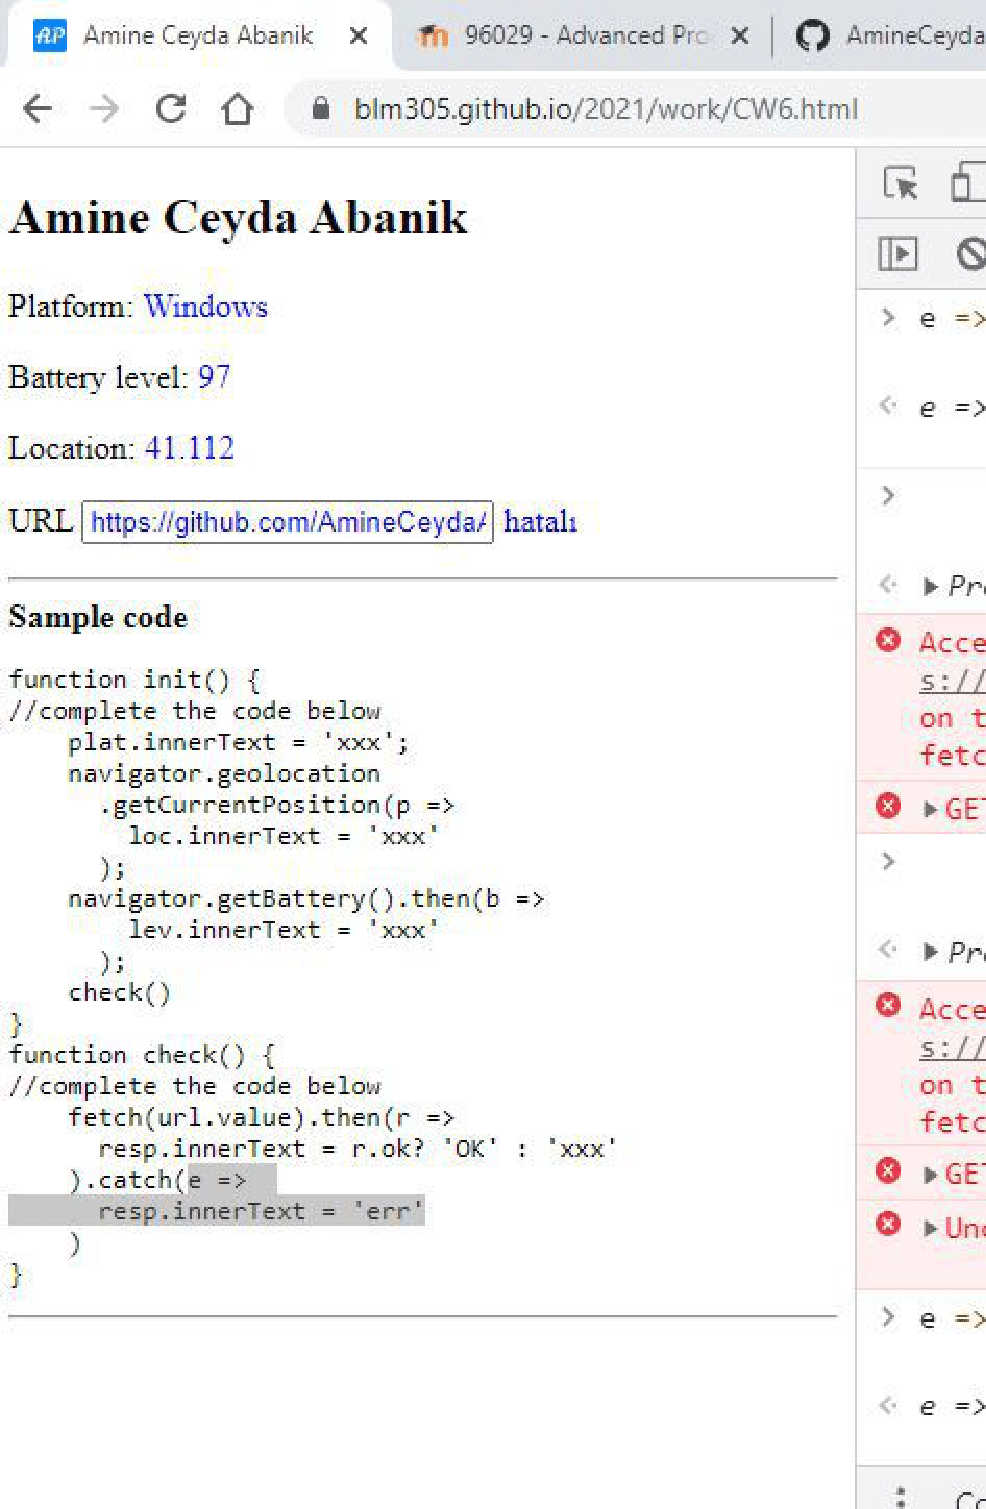 AP Amine Ceyda Abanik
96029 - Advanced Pro
AmineCeyda
blm305.github.io/2021/work/CW6.html
Amine Ceyda Abanik
Platform: Windows
Battery level: 97
Location: 41.112
URL https://github.com/AmineCeyda/ hatalı
Sample code
function init() {
//complete the code below
    plat.innerText = 'xxx';
    navigator.geolocation
      .getCurrentPosition(p =>
        loc.innerText = 'xxx'
      );
    navigator.getBattery().then(b =>
        lev.innerText = 'xxx'
      );
    check()
}
function check() {
//complete the code below
    fetch(url.value).then(r =>
      resp.innerText = r.ok? 'OK' : 'xxx'
    ).catch(e =>
      resp.innerText = 'err'
    )
}
e =>
e =>
Pro
Acce
s://
on t
fetc
GET
Pro
Acce
s://
on t
fetc
GET
Unc
e =>
e =>
Co